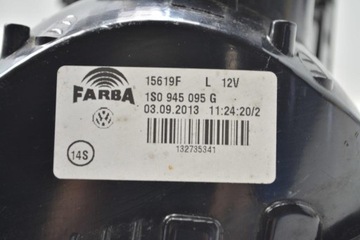 15619F L 12V
FARBA
1S0 945 095 G
03.09.2013 11:24:20/2
14S
132735341